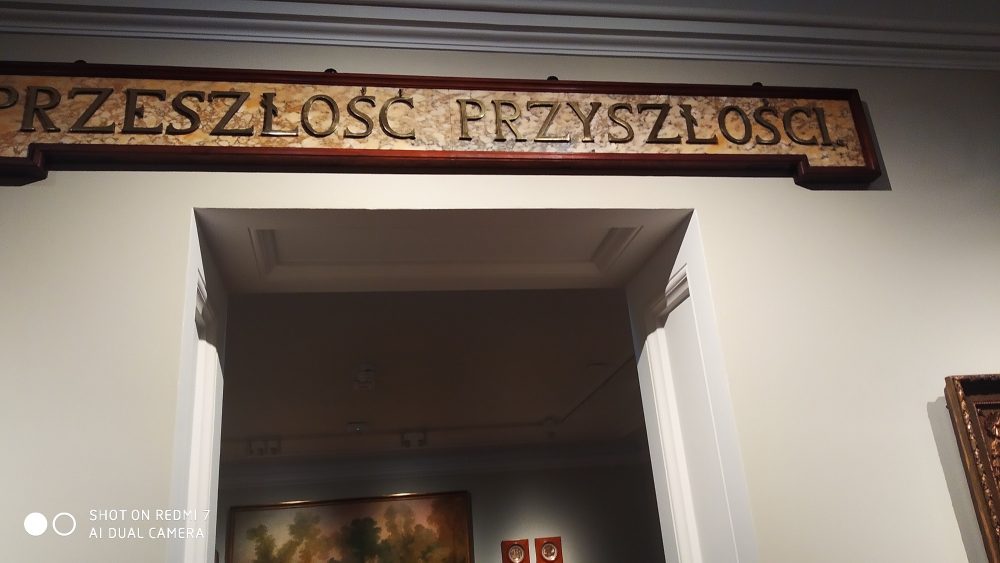 PRZESZŁOŚĆ PRZYSZŁOŚCI.
SHOT ON REDMI 7
AI DUAL CAMERA